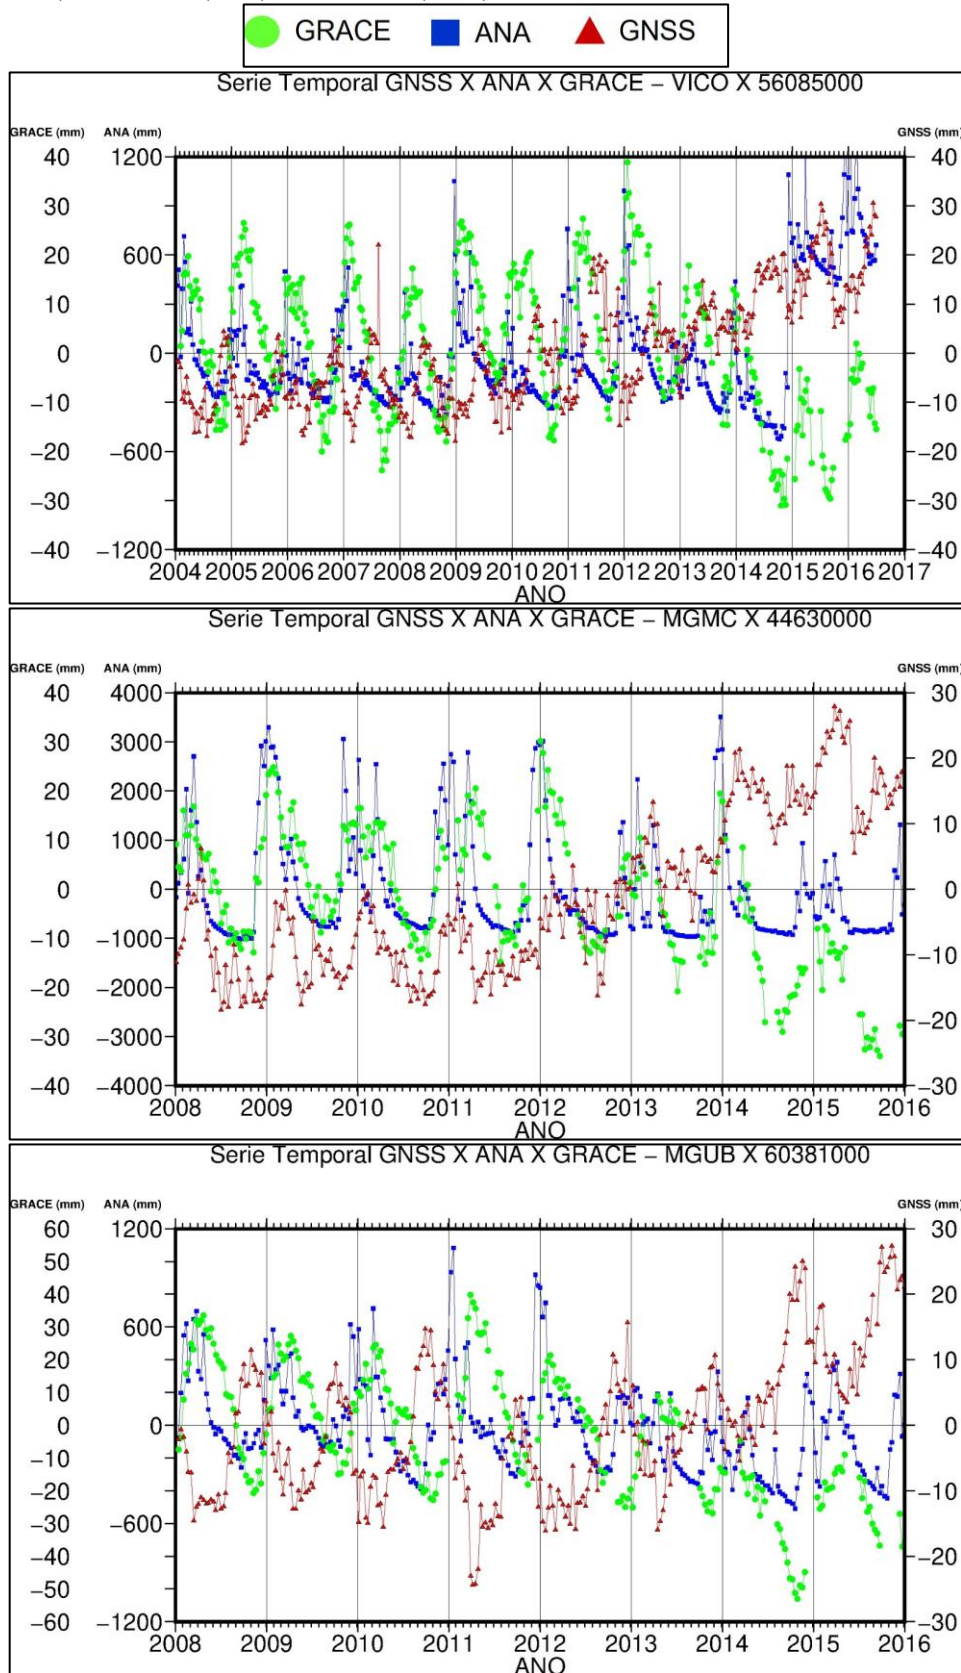 GRACE ANA GNSS
Serie Temporal GNSS X ANA X GRACE − VICO X 56085000
GRACE (mm) ANA (mm) GNSS (mm)
40 1200 40
30 30
20 600 20
10 10
0 0 0
−10 −10
20 −600 20
−30 −30
−40 −1200 −40
2004 2005 2006 2007 2008 2009 2010 2011 2012 2013 2014 2015 2016 2017
ANO
Serie Temporal GNSS X ANA X GRACE − MGMC X 44630000
GRACE (mm) ANA (mm) GNSS (mm)
40 4000 30
30 3000
20 2000 20
10 1000 10
0 0 0
−10 −1000
−20 −2000 −10
−30 −3000 −20
−40 −4000 −30
2008 2009 2010 2011 2012 2013 2014 2015 2016
ANO
Serie Temporal GNSS X ANA X GRACE − MGUB X 60381000
GRACE (mm) ANA (mm) GNSS (mm)
60 1200 30
50
40 20
30 600
20 10
10
0 0 0
−10
−20 −10
−30 −600
−40 −20
−50
−60 −1200 −30
2008 2009 2010 2011 2012 2013 2014 2015 2016
ANO